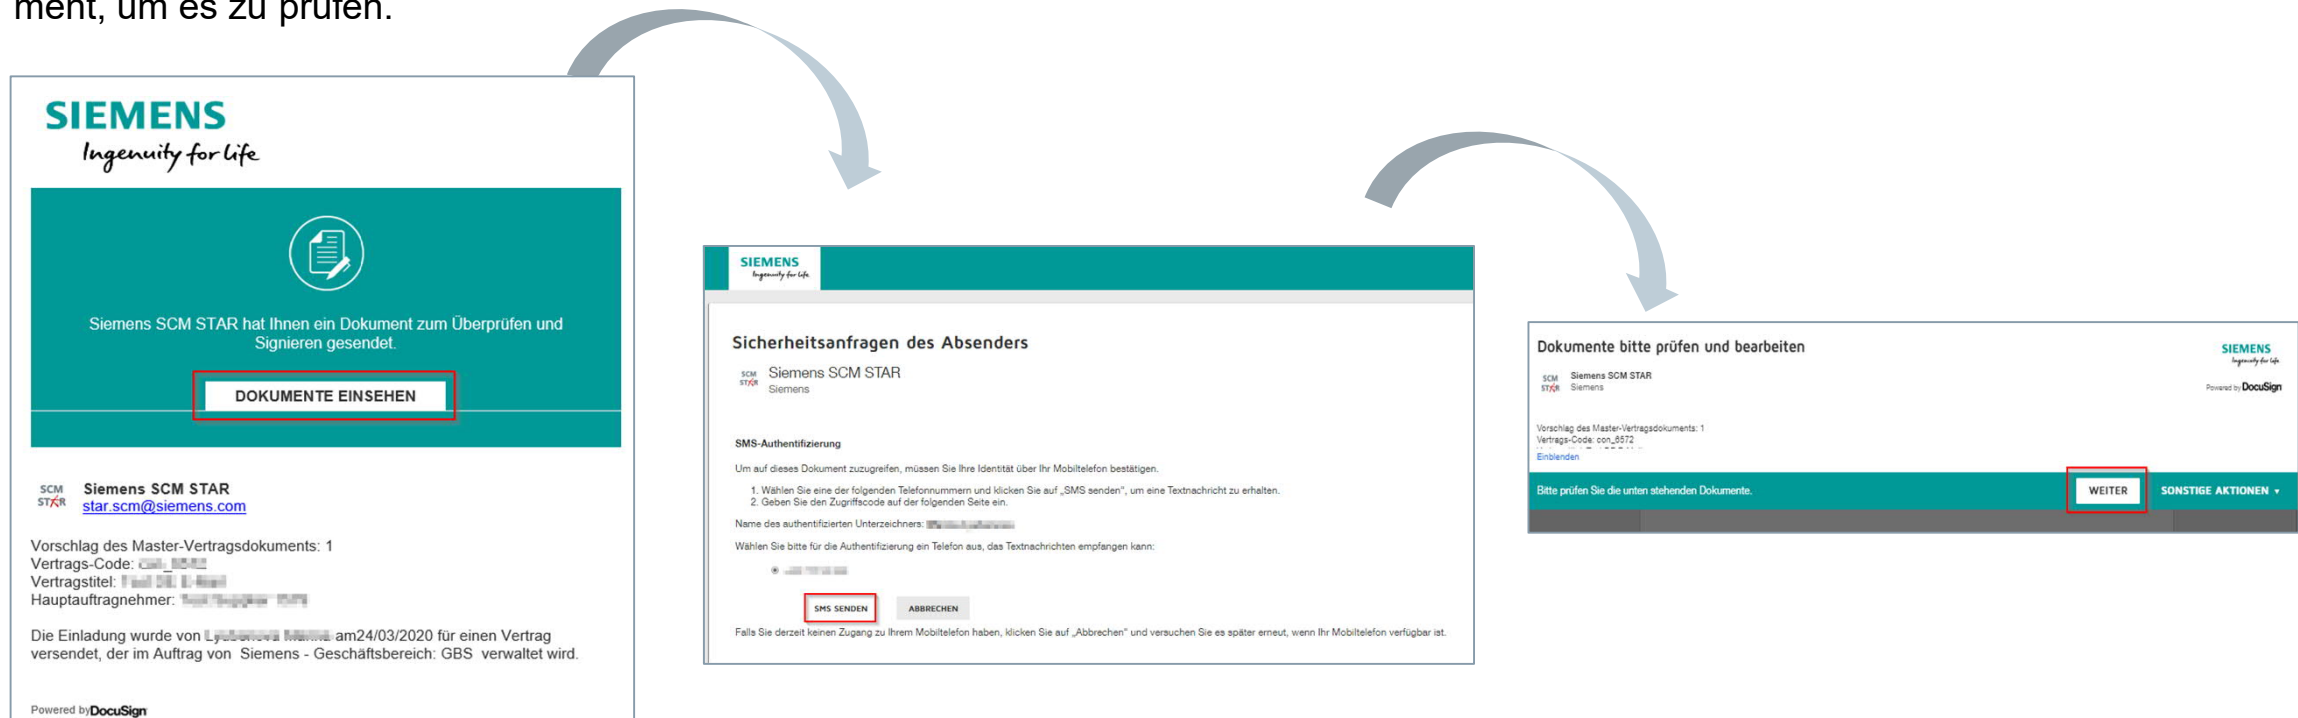 ment, um es zu prüfen.
SIEMENS
Ingenuity for life
Siemens SCM STAR hat Ihnen ein Dokument zum Überprüfen und
Signieren gesendet.
DOKUMENTE EINSEHEN
SCM
STAR
Siemens SCM STAR
star.scm@siemens.com
Vorschlag des Master-Vertragsdokuments: 1
Vertrags-Code:
Vertragstitel:
Hauptauftragnehmer:
Die Einladung wurde von am24/03/2020 für einen Vertrag
versendet, der im Auftrag von Siemens - Geschäftsbereich: GBS verwaltet wird.
Powered by DocuSign
SIEMENS
Ingenuity for life
Sicherheitsanfragen des Absenders
SCM
STAR
Siemens SCM STAR
Siemens
SMS-Authentifizierung
Um auf dieses Dokument zuzugreifen, müssen Sie Ihre Identität über Ihr Mobiltelefon bestätigen.
1. Wählen Sie eine der folgenden Telefonnummern und klicken Sie auf „SMS senden", um eine Textnachricht zu erhalten.
2. Geben Sie den Zugriffscode auf der folgenden Seite ein.
Name des authentifizierten Unterzeichners:
Wählen Sie bitte für die Authentifizierung ein Telefon aus, das Textnachrichten empfangen kann:
SMS SENDEN
ABBRECHEN
Falls Sie derzeit keinen Zugang zu Ihrem Mobiltelefon haben, klicken Sie auf „Abbrechen" und versuchen Sie es später erneut, wenn Ihr Mobiltelefon verfügbar ist.
Dokumente bitte prüfen und bearbeiten
SIEMENS
Ingenuity for life
SCM
STAR
Siemens SCM STAR
Siemens
Powered by DocuSign
Vorschlag des Master-Vertragsdokuments: 1
Vertrags-Code: con_6572
Einblenden
Bitte prüfen Sie die unten stehenden Dokumente.
WEITER
SONSTIGE AKTIONEN